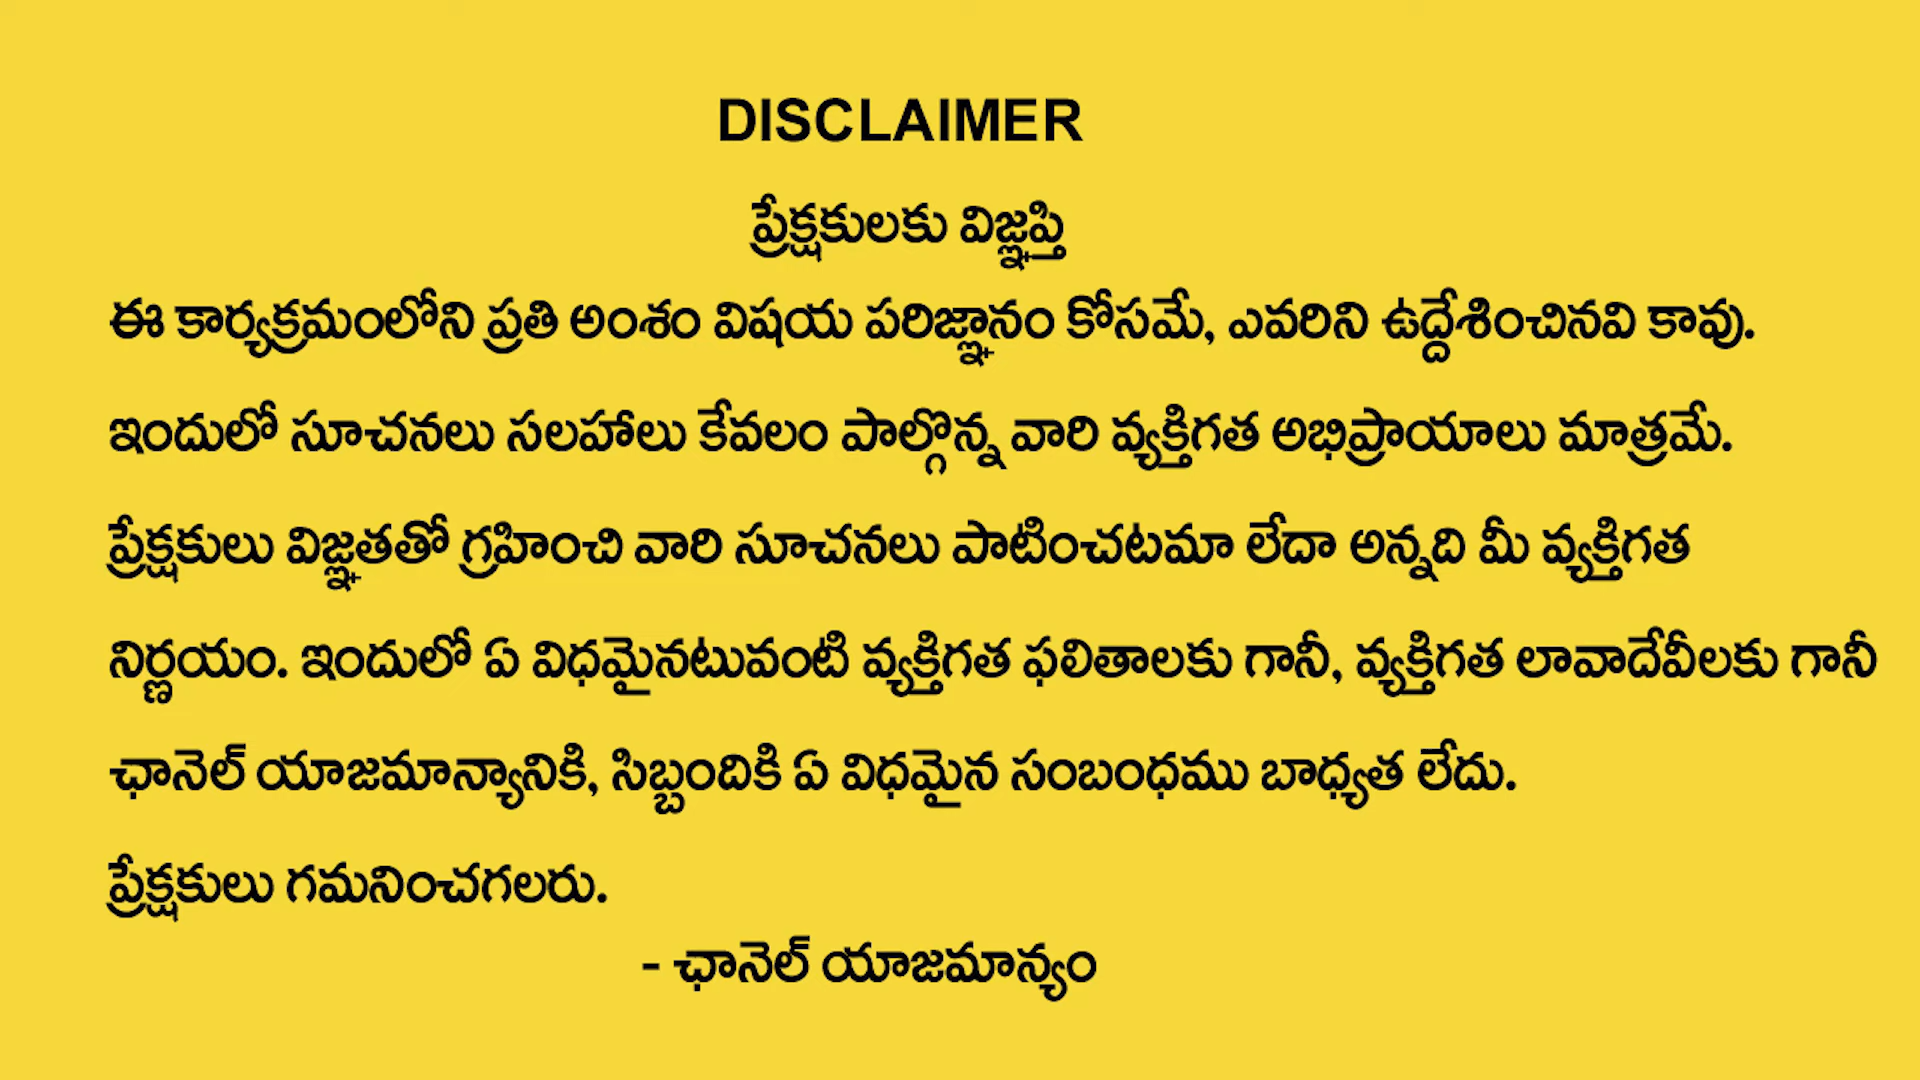 DISCLAIMER
ప్రేక్షకులకు విజ్ఞప్తి
ఈ కార్యక్రమంలోని ప్రతి అంశం విషయ పరిజ్ఞానం కోసమే, ఎవరిని ఉద్దేశించినవి కావు.
ఇందులో సూచనలు సలహాలు కేవలం పాల్గొన్న వారి వ్యక్తిగత అభిప్రాయాలు మాత్రమే.
ప్రేక్షకులు విజ్ఞతతో గ్రహించి వారి సూచనలు పాటించటమా లేదా అన్నది మీ వ్యక్తిగత
నిర్ణయం. ఇందులో ఏ విధమైనటువంటి వ్యక్తిగత ఫలితాలకు గానీ, వ్యక్తిగత లావాదేవీలకు గానీ
ఛానెల్ యాజమాన్యానికి, సిబ్బందికి ఏ విధమైన సంబంధము బాధ్యత లేదు.
ప్రేక్షకులు గమనించగలరు.
- ఛానెల్ యాజమాన్యం